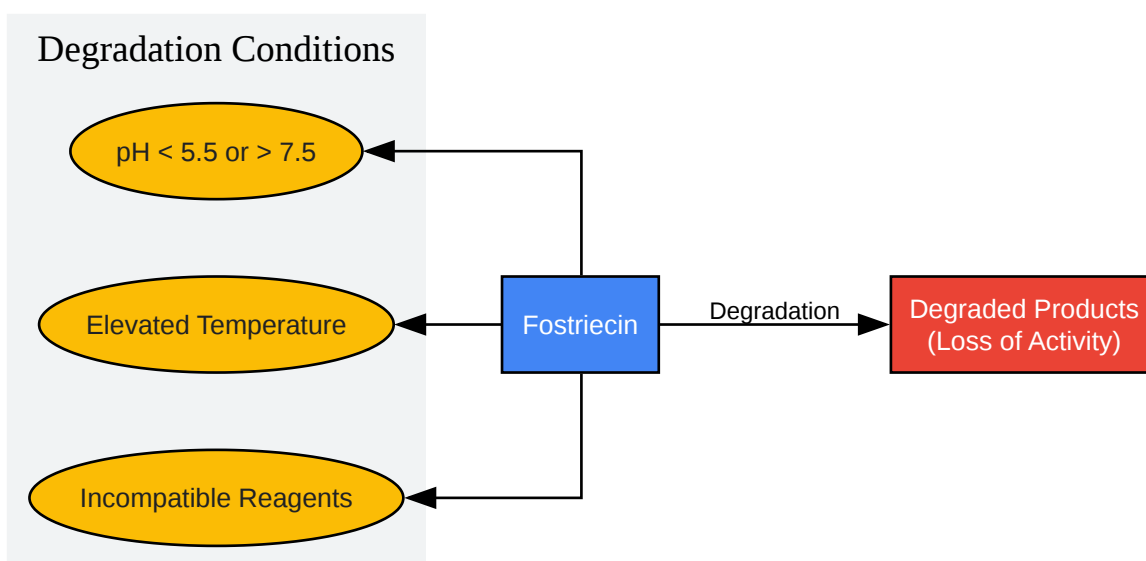 Degradation Conditions
pH < 5.5 or > 7.5
Elevated Temperature
Incompatible Reagents
Fostriecin
Degradation
Degraded Products
(Loss of Activity)